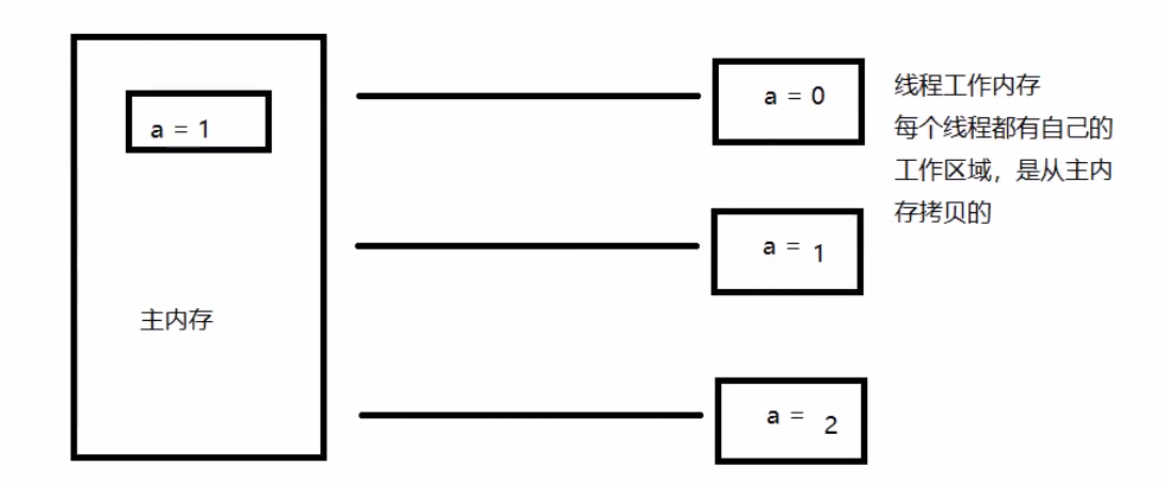 a = 1
主内存
a = 0
a = 1
a = 2
线程工作内存
每个线程都有自己的
工作区域，是从主内
存拷贝的